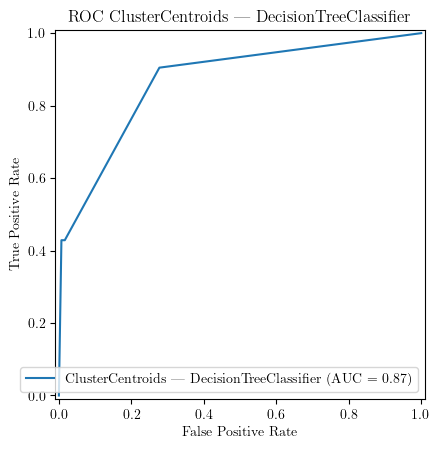 ROC ClusterCentroids — DecisionTreeClassifier
1.0
0.8
0.6
0.4
0.2
0.0
True Positive Rate
ClusterCentroids — DecisionTreeClassifier (AUC = 0.87)
0.0 0.2 0.4 0.6 0.8 1.0
False Positive Rate